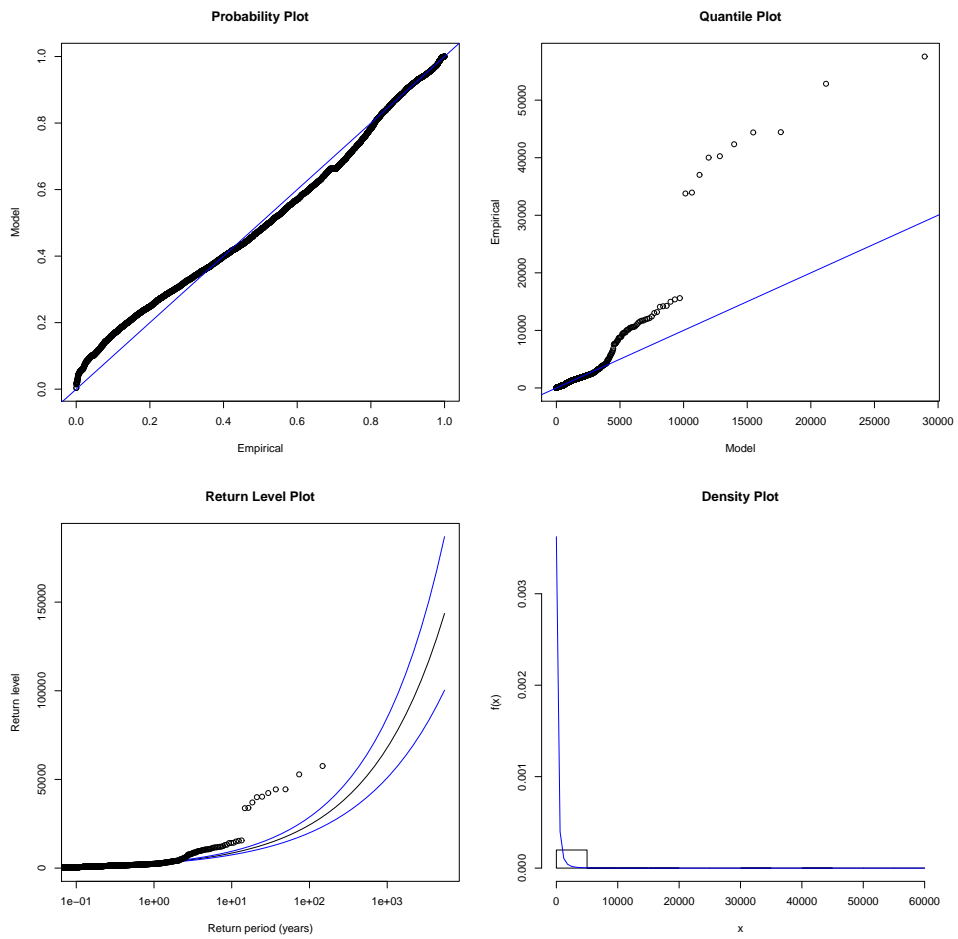 Probability Plot
Model
0.0 0.2 0.4 0.6 0.8 1.0
0.0 0.2 0.4 0.6 0.8 1.0
Empirical
Quantile Plot
Empirical
0 10000 20000 30000 40000 50000
0 5000 10000 15000 20000 25000 30000
Model
Return Level Plot
Return level
0 50000 100000 150000
1e−01 1e+00 1e+01 1e+02 1e+03
Return period (years)
Density Plot
f(x)
0.000 0.001 0.002 0.003
0 10000 20000 30000 40000 50000 60000
x